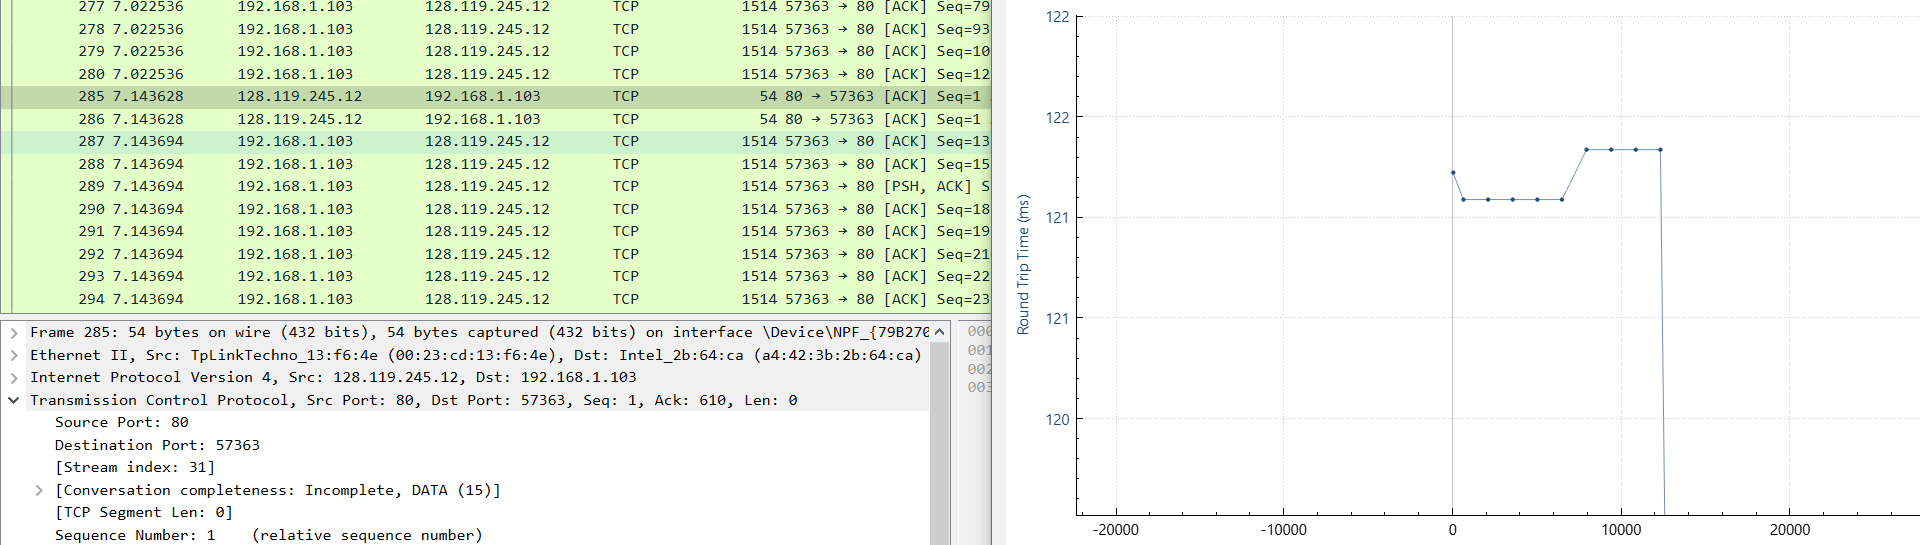 277 7.022536 192.168.1.103 128.119.245.12 TCP 1514 57363 → 80 [ACK] Seq=79
278 7.022536 192.168.1.103 128.119.245.12 TCP 1514 57363 → 80 [ACK] Seq=93
279 7.022536 192.168.1.103 128.119.245.12 TCP 1514 57363 → 80 [ACK] Seq=10
280 7.022536 192.168.1.103 128.119.245.12 TCP 1514 57363 → 80 [ACK] Seq=12
285 7.143628 128.119.245.12 192.168.1.103 TCP 54 80 → 57363 [ACK] Seq=1
286 7.143628 128.119.245.12 192.168.1.103 TCP 54 80 → 57363 [ACK] Seq=1
287 7.143694 192.168.1.103 128.119.245.12 TCP 1514 57363 → 80 [ACK] Seq=13
288 7.143694 192.168.1.103 128.119.245.12 TCP 1514 57363 → 80 [ACK] Seq=15
289 7.143694 192.168.1.103 128.119.245.12 TCP 1514 57363 → 80 [PSH, ACK] S
290 7.143694 192.168.1.103 128.119.245.12 TCP 1514 57363 → 80 [ACK] Seq=18
291 7.143694 192.168.1.103 128.119.245.12 TCP 1514 57363 → 80 [ACK] Seq=19
292 7.143694 192.168.1.103 128.119.245.12 TCP 1514 57363 → 80 [ACK] Seq=21
293 7.143694 192.168.1.103 128.119.245.12 TCP 1514 57363 → 80 [ACK] Seq=22
294 7.143694 192.168.1.103 128.119.245.12 TCP 1514 57363 → 80 [ACK] Seq=23
Frame 285: 54 bytes on wire (432 bits), 54 bytes captured (432 bits) on interface \Device\NPF_{79B270
Ethernet II, Src: TpLinkTechno_13:f6:4e (00:23:cd:13:f6:4e), Dst: Intel_2b:64:ca (a4:42:3b:2b:64:ca)
Internet Protocol Version 4, Src: 128.119.245.12, Dst: 192.168.1.103
Transmission Control Protocol, Src Port: 80, Dst Port: 57363, Seq: 1, Ack: 610, Len: 0
Source Port: 80
Destination Port: 57363
[Stream index: 31]
[Conversation completeness: Incomplete, DATA (15)]
[TCP Segment Len: 0]
Sequence Number: 1 (relative sequence number)
000
001
002
003
Round Trip Time (ms)
122
122
121
121
120
-20000 -10000 0 10000 20000